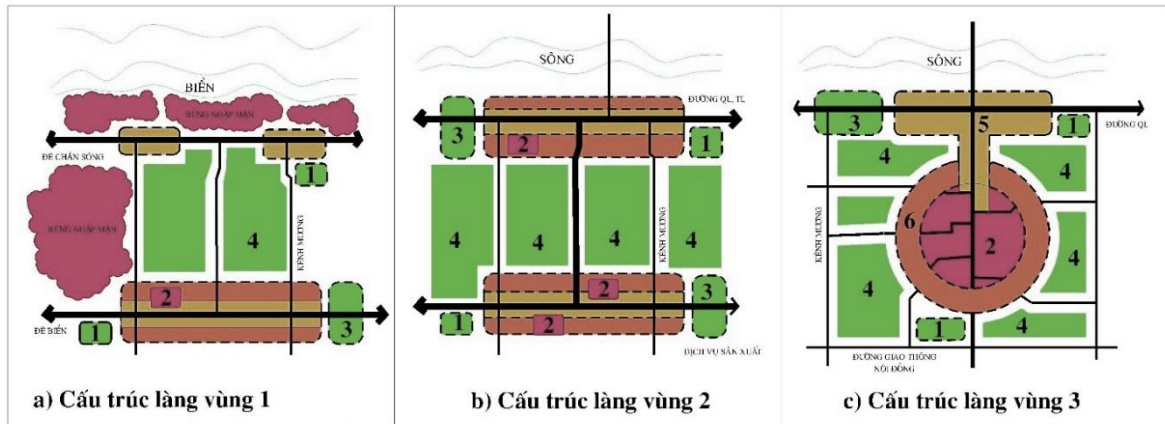 BIỂN
RỪNG NGẬP MẶN
ĐÊ CHẮN SÓNG
1
RỪNG NGẬP MẶN
4
KÊNH MƯƠNG
2
ĐÊ BIỂN
1
3
a) Cấu trúc làng vùng 1
SÔNG
ĐƯỜNG QL, TL
3
2
1
4
4
4
4
KÊNH MƯƠNG
2
3
1
2
DỊCH VỤ SẢN XUẤT
b) Cấu trúc làng vùng 2
SÔNG
3
5
1
ĐƯỜNG QL
4
4
KÊNH MƯƠNG
6
2
4
4
1
4
ĐƯỜNG GIAO THÔNG
NỘI ĐỒNG
c) Cấu trúc làng vùng 3